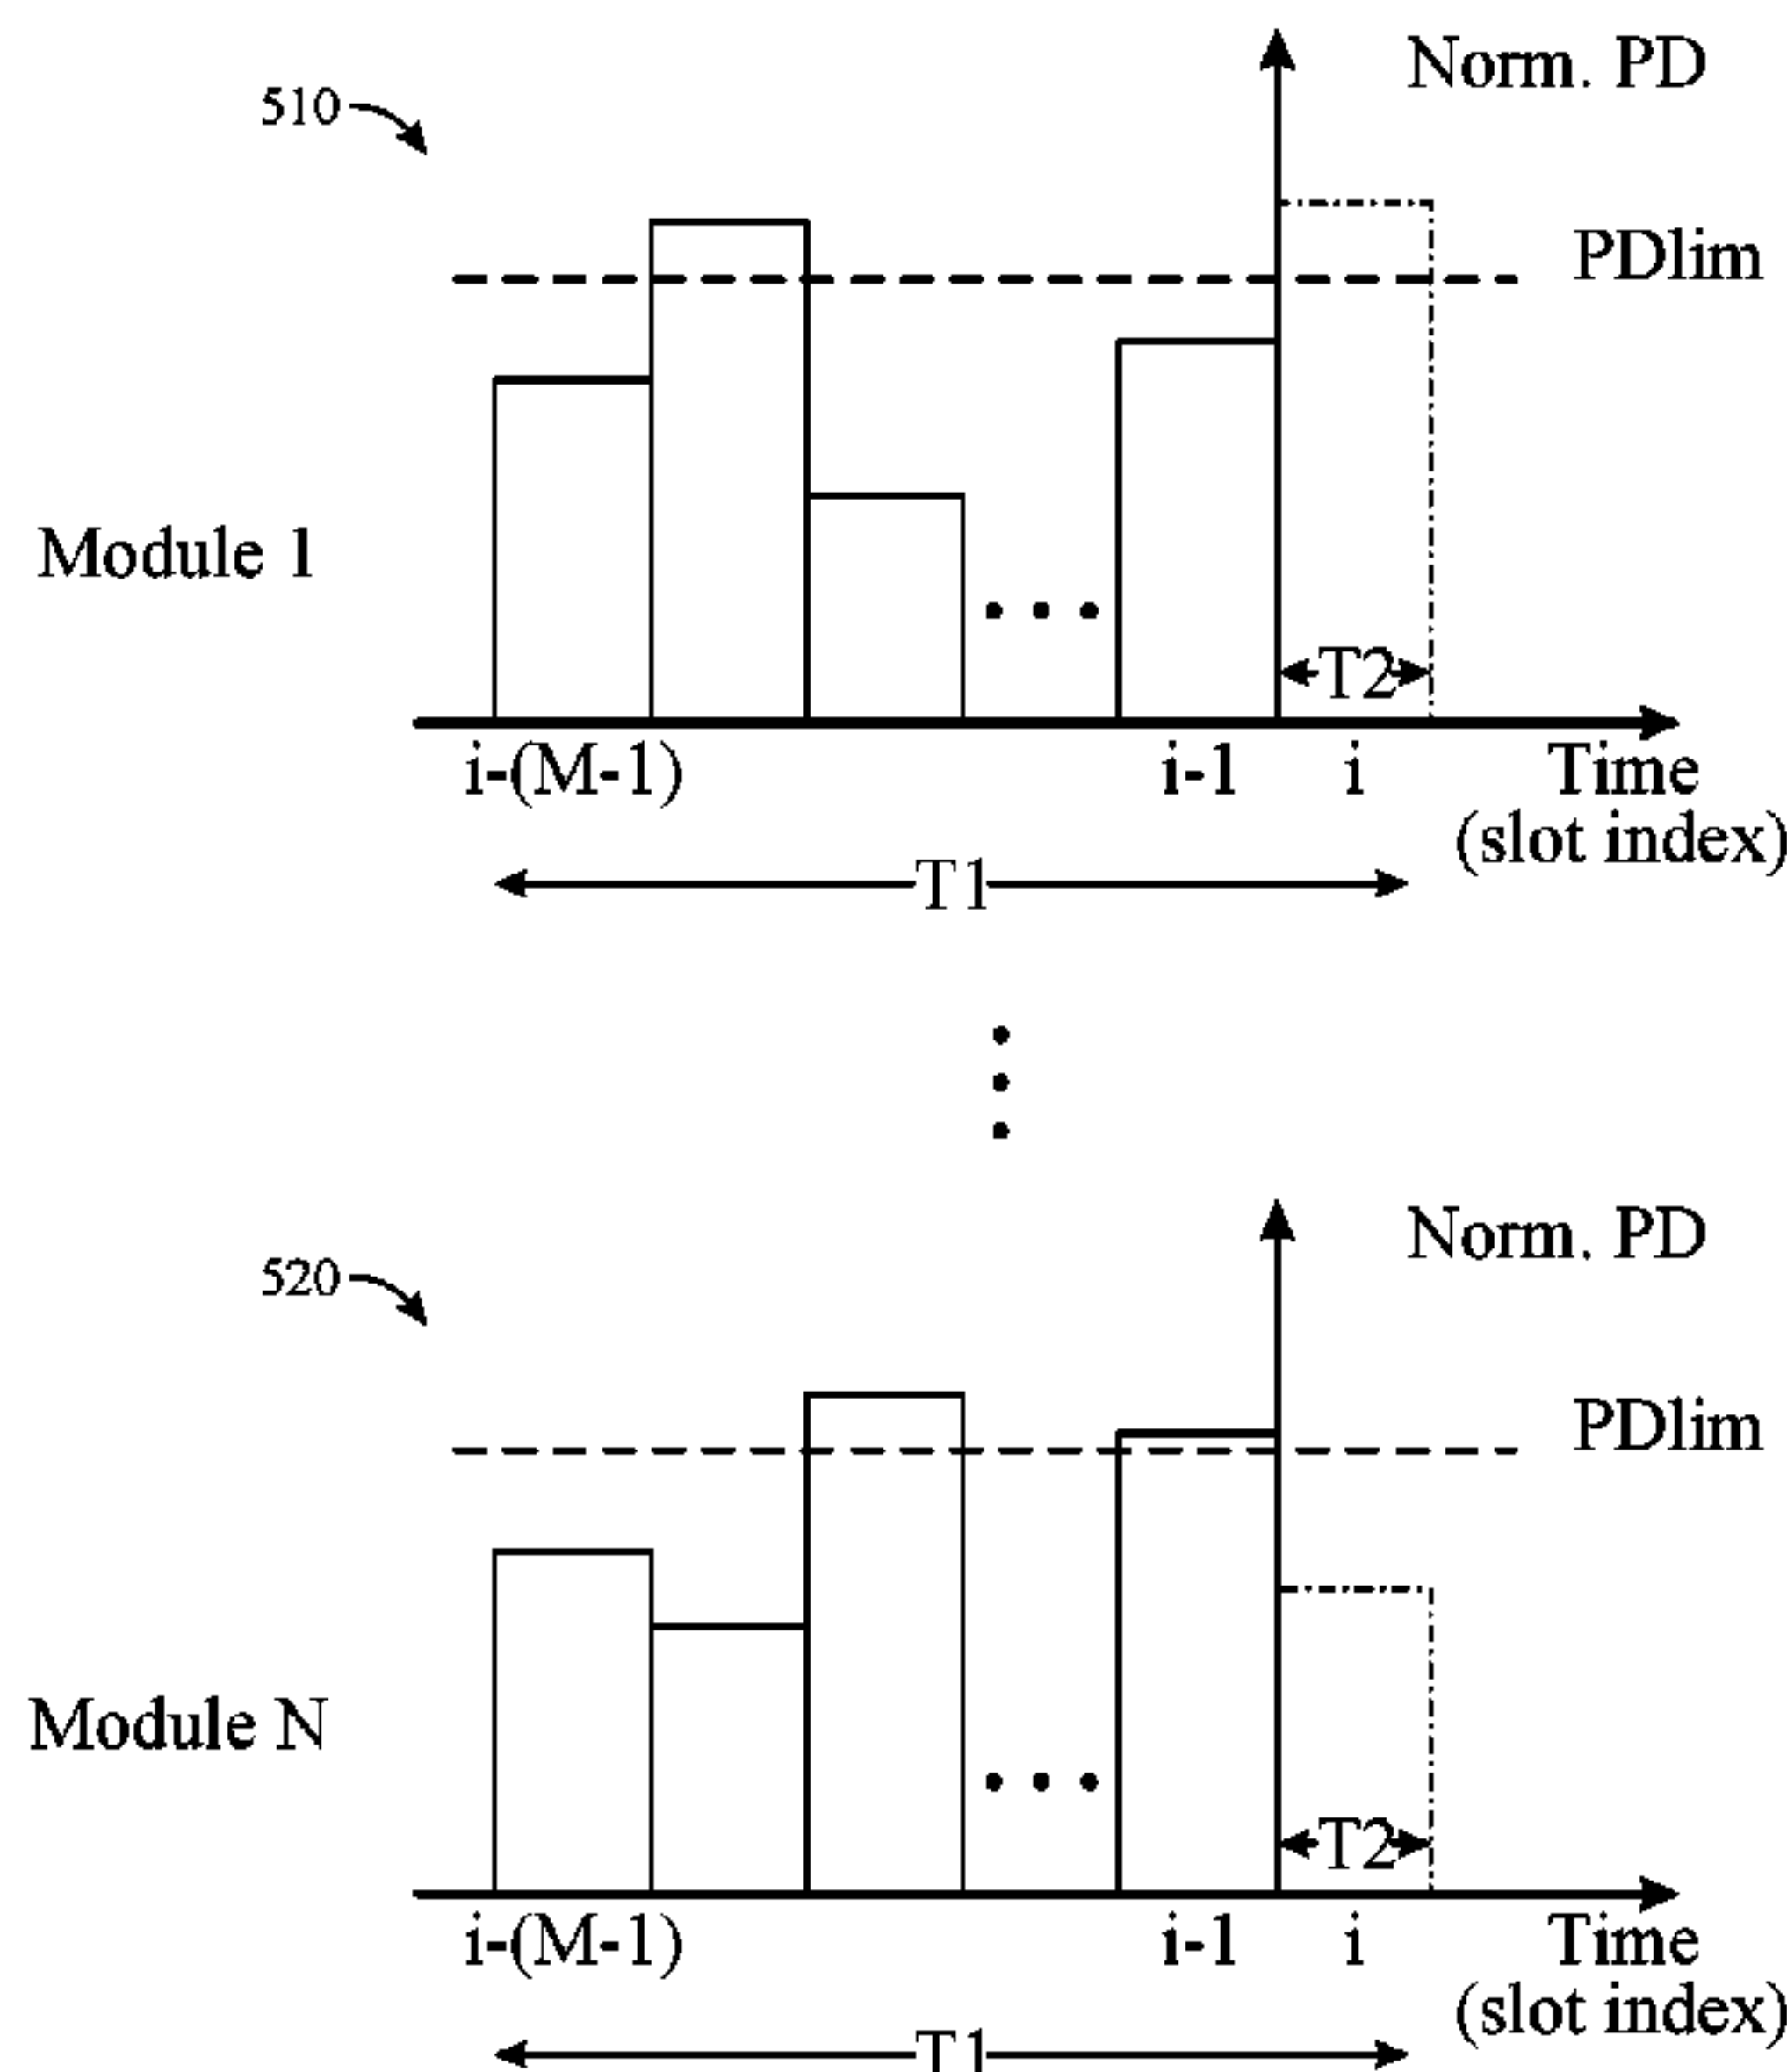 510
Norm. PD
PDlim
Module 1
T2
i-(M-1) i-1 i Time
(slot index)
T1
520
Norm. PD
PDlim
Module N
T2
i-(M-1) i-1 i Time
(slot index)
T1